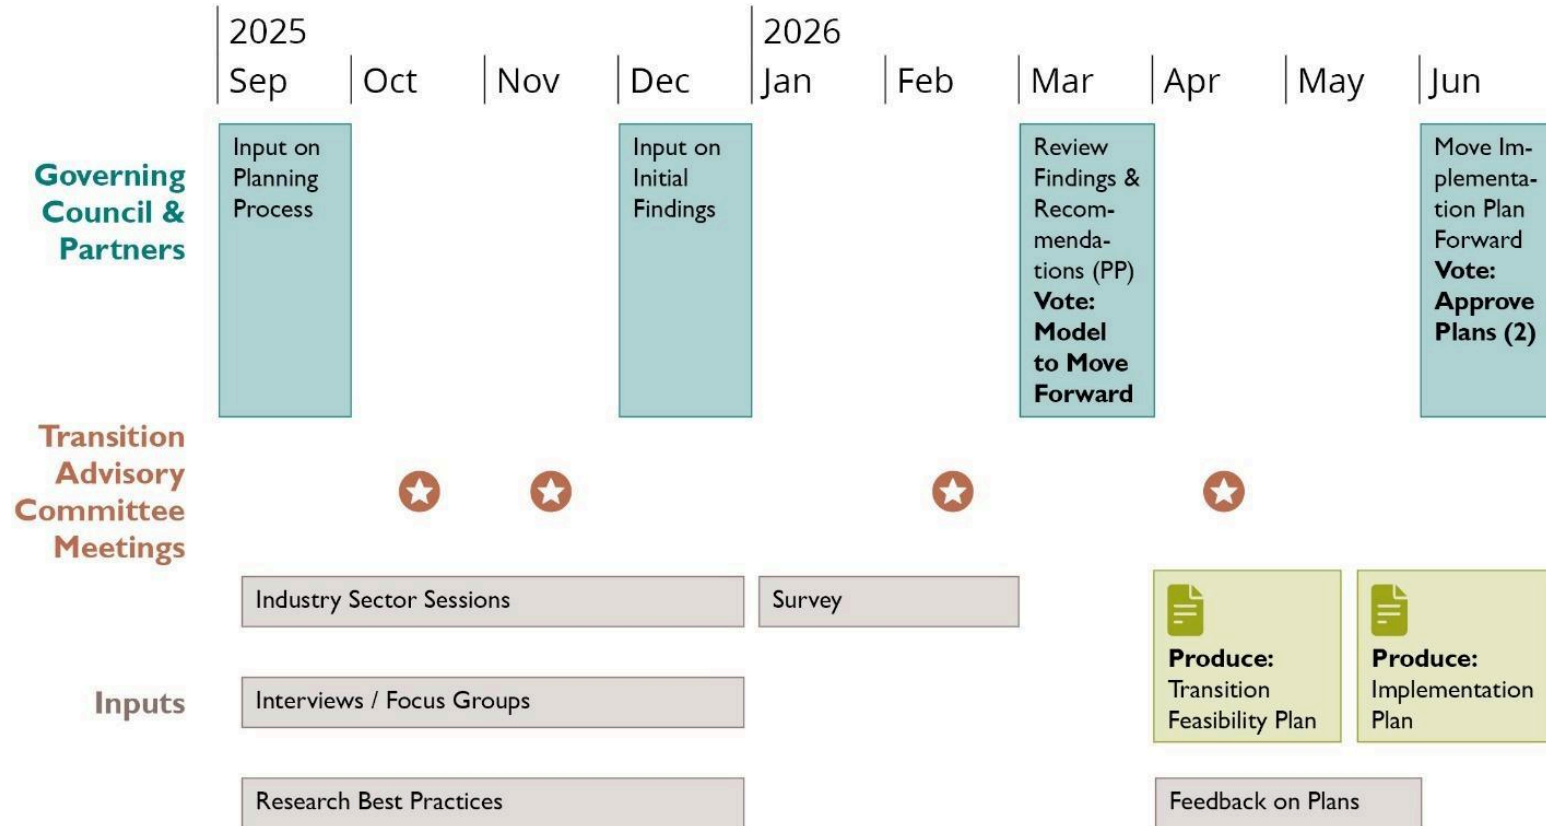 2025
2026
Sep
Oct
Nov
Dec
Jan
Feb
Mar
Apr
May
Jun
Governing
Council &
Partners
Input on
Planning
Process
Input on
Initial
Findings
Review
Findings &
Recom-
menda-
tions (PP)
Vote:
Model
to Move
Forward
Move Im-
plementa-
tion Plan
Forward
Vote:
Approve
Plans (2)
Transition
Advisory
Committee
Meetings
Inputs
Industry Sector Sessions
Survey
Interviews / Focus Groups
Research Best Practices
Produce:
Transition
Feasibility Plan
Produce:
Implementation
Plan
Feedback on Plans